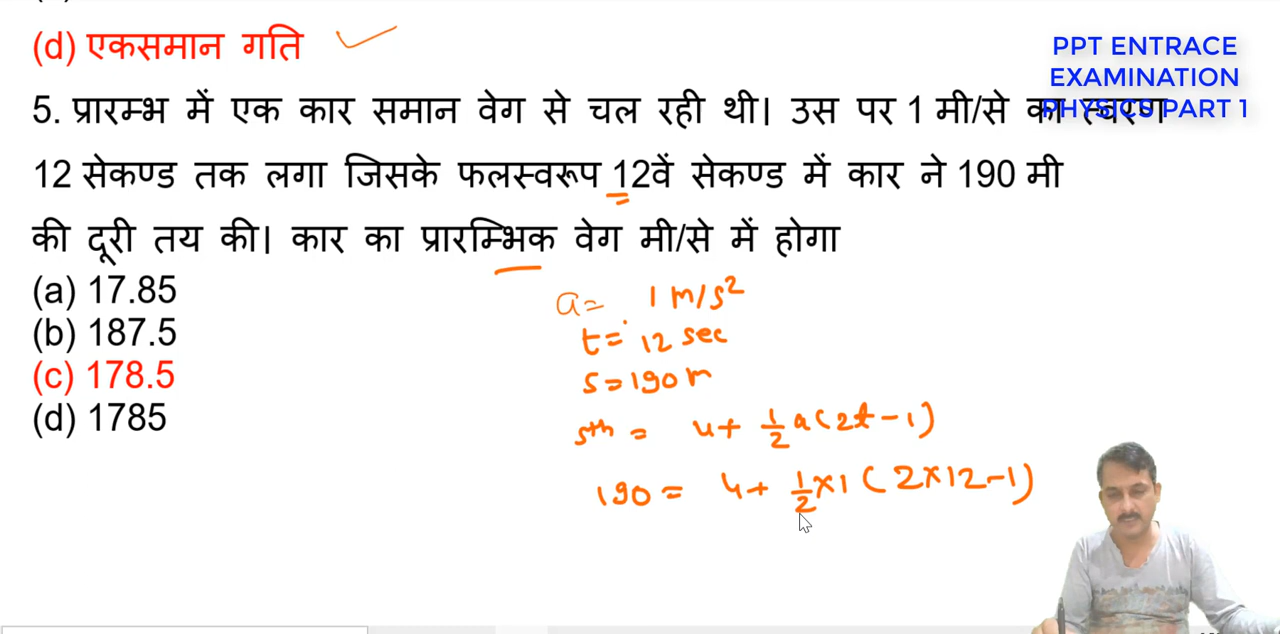 (d) एकसमान गति
PPT ENTRACE
EXAMINATION
PHYSICS PART 1
5. प्रारम्भ में एक कार समान वेग से चल रही थी। उस पर 1 मी/से का त्वरण
12 सेकण्ड तक लगा जिसके फलस्वरूप 12वें सेकण्ड में कार ने 190 मी
की दूरी तय की। कार का प्रारम्भिक वेग मी/से में होगा
(a) 17.85
(b) 187.5
(c) 178.5
(d) 1785
a= 1 m/s²
t= 12 sec
s=190m
sth = u+ 1/2 a(2t-1)
190 = u+ 1/2 ×1 (2×12-1)